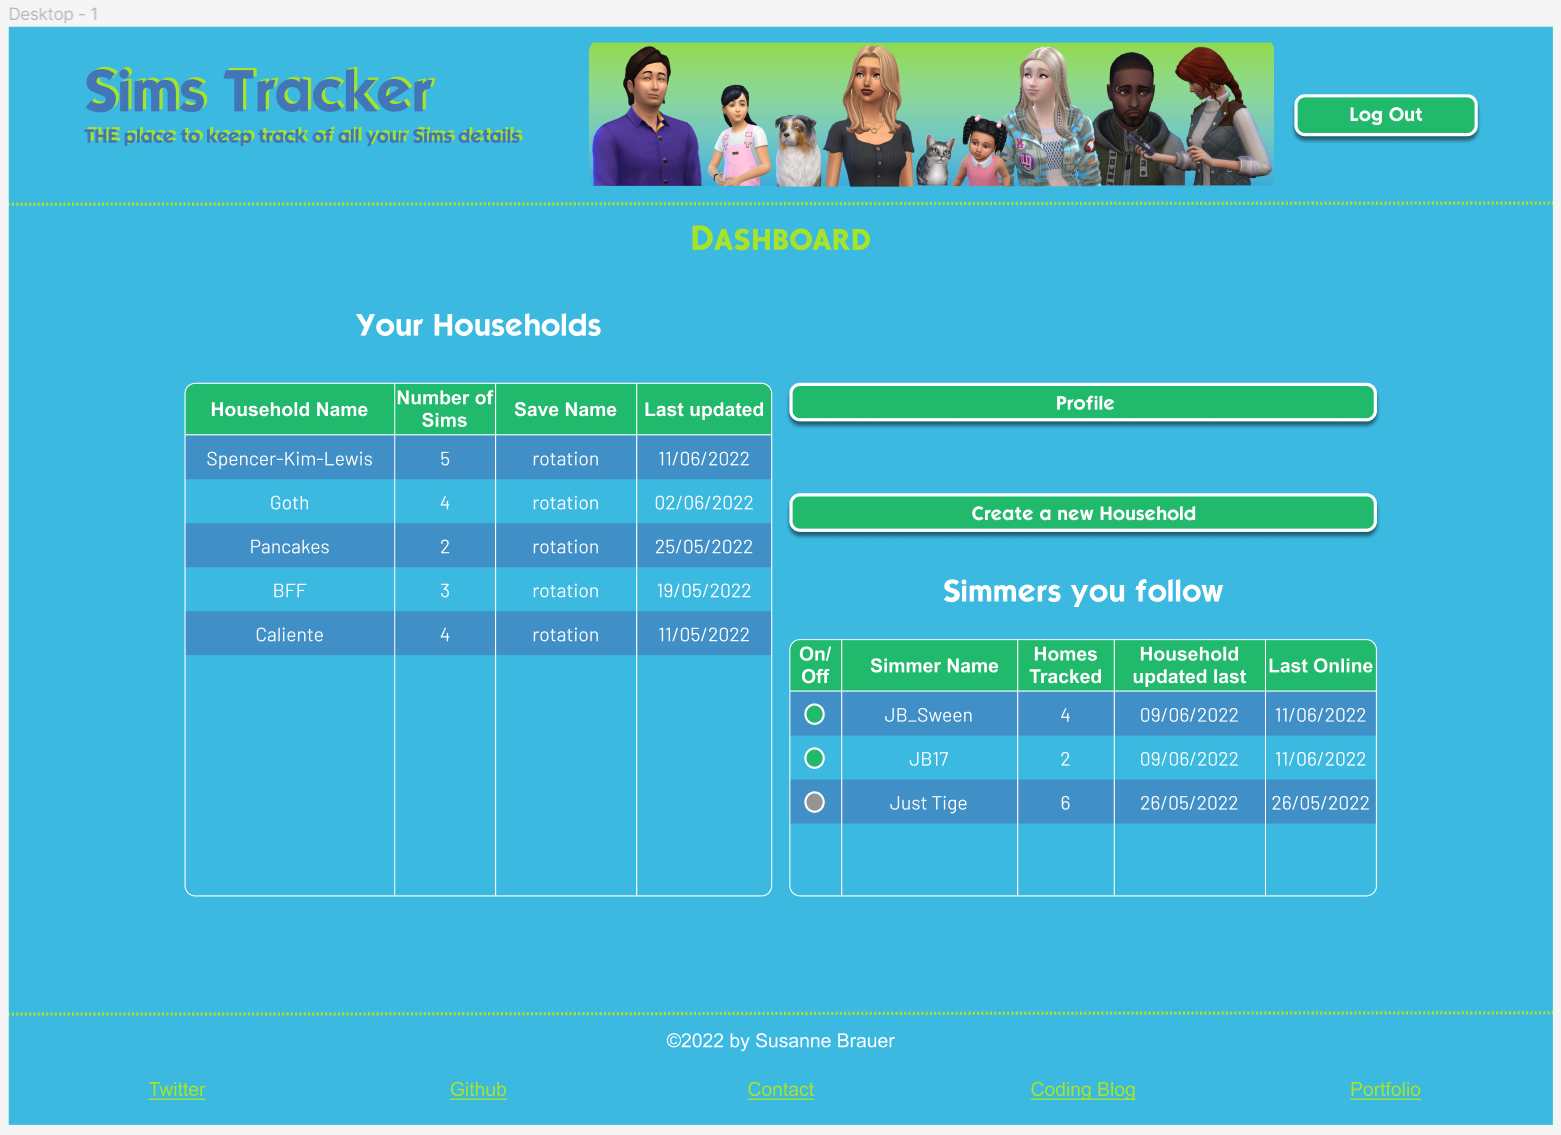 Desktop - 1
Sims Tracker
THE place to keep track of all your Sims details
Log Out
DASHBOARD
Your Households
Household Name
Number of
Sims
Save Name
Last updated
Spencer-Kim-Lewis 5 rotation 11/06/2022
Goth 4 rotation 02/06/2022
Pancakes 2 rotation 25/05/2022
BFF 3 rotation 19/05/2022
Caliente 4 rotation 11/05/2022
Profile
Create a new Household
Simmers you follow
On/
Off
Simmer Name
Homes
Tracked
Household
updated last
Last Online
JB_Sween 4 09/06/2022 11/06/2022
JB17 2 09/06/2022 11/06/2022
Just Tige 6 26/05/2022 26/05/2022
©2022 by Susanne Brauer
Twitter Github Contact Coding Blog Portfolio